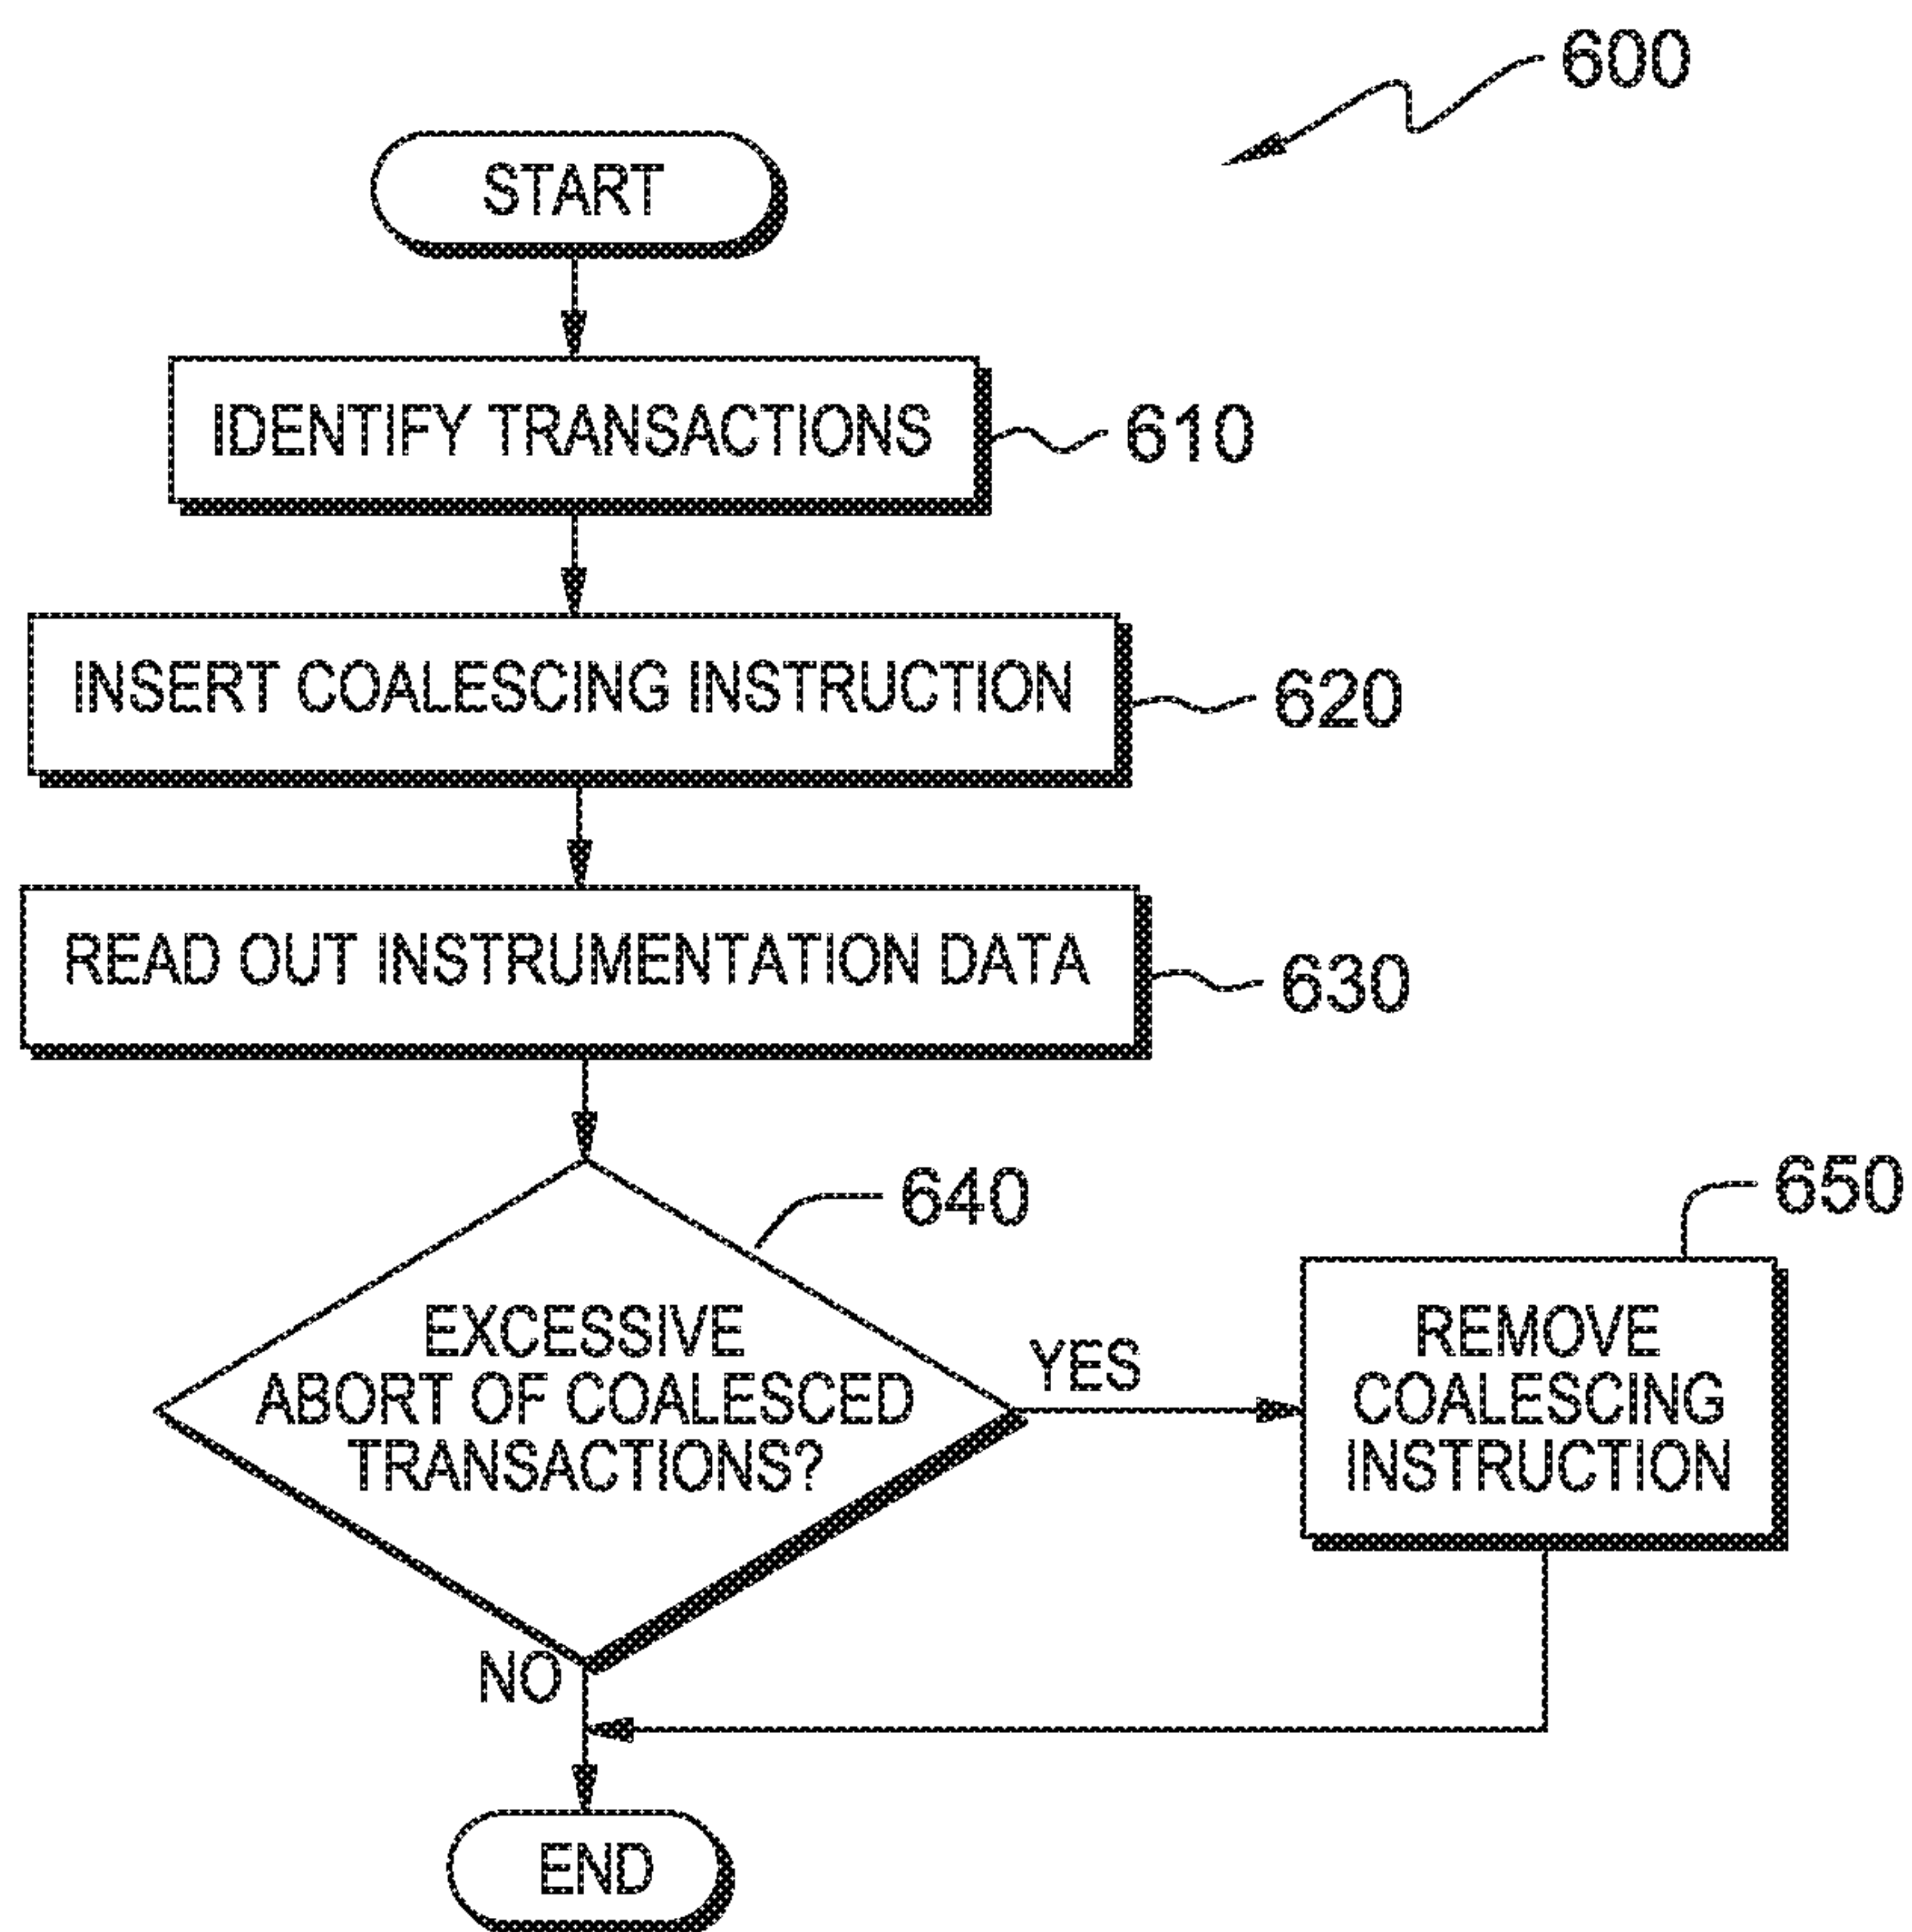 600
START
IDENTIFY TRANSACTIONS
610
INSERT COALESCING INSTRUCTION
620
READ OUT INSTRUMENTATION DATA
630
640
EXCESSIVE
ABORT OF COALESCED
TRANSACTIONS?
YES
650
REMOVE
COALESCING
INSTRUCTION
NO
END